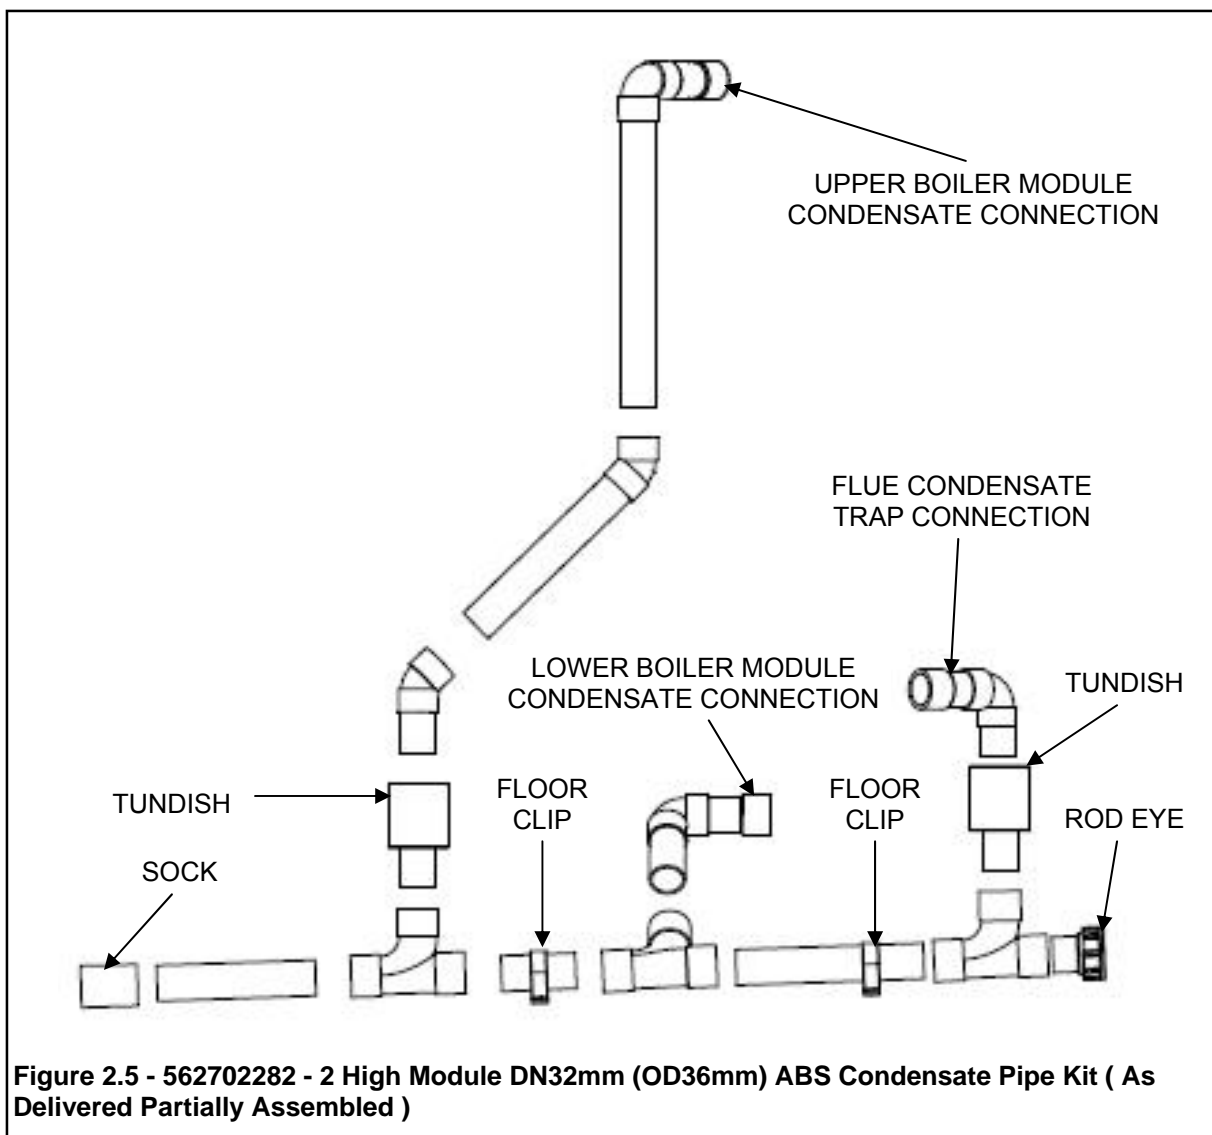 UPPER BOILER MODULE
CONDENSATE CONNECTION
FLUE CONDENSATE
TRAP CONNECTION
LOWER BOILER MODULE
CONDENSATE CONNECTION
TUNDISH
TUNDISH
FLOOR
CLIP
FLOOR
CLIP
ROD EYE
SOCK
Figure 2.5 - 562702282 - 2 High Module DN32mm (OD36mm) ABS Condensate Pipe Kit ( As
Delivered Partially Assembled )